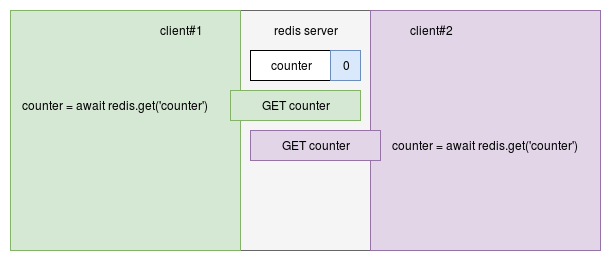 client#1
redis server
client#2
counter
0
counter = await redis.get('counter')
GET counter
GET counter
counter = await redis.get('counter')